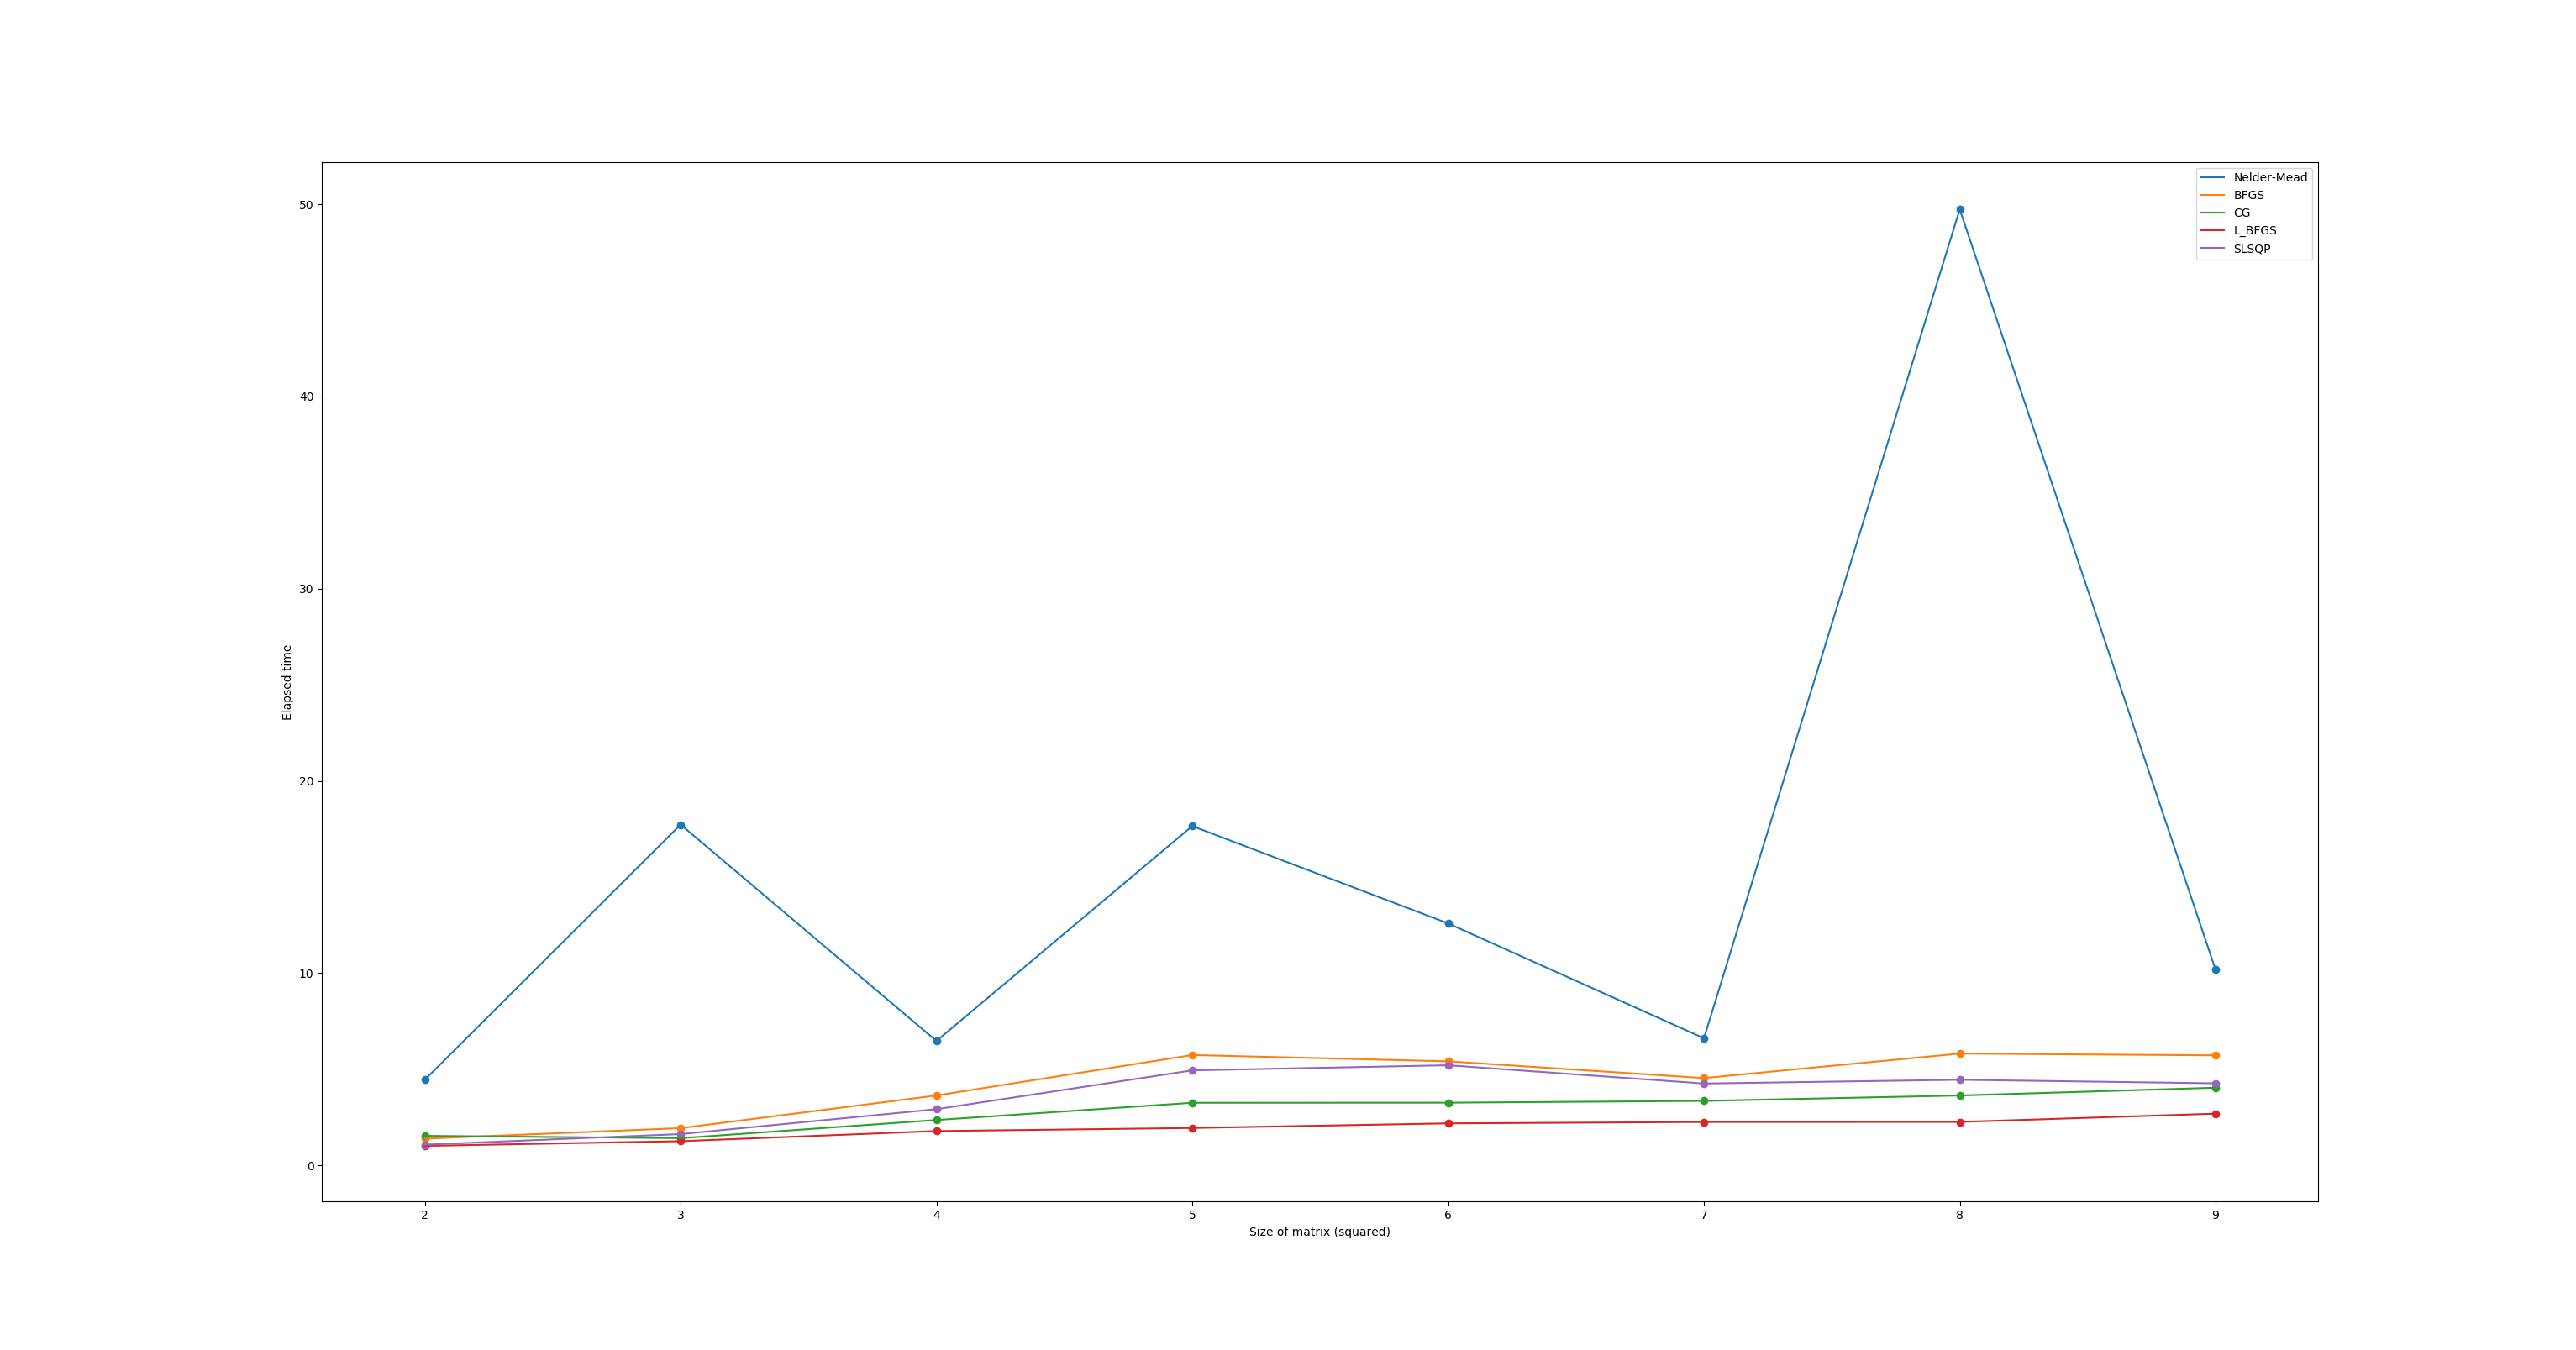 Nelder-Mead
BFGS
CG
L_BFGS
SLSQP
50
40
30
20
10
0
Elapsed time
2 3 4 5 6 7 8 9
Size of matrix (squared)